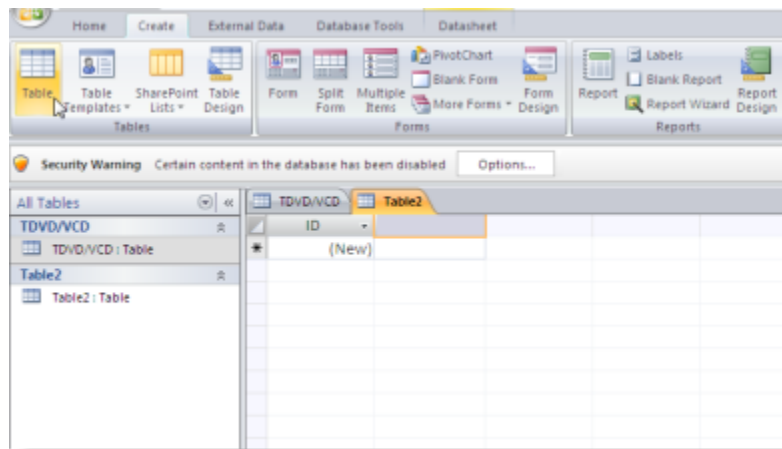 Home Create External Data Database Tools Datasheet
Table Table Templates SharePoint Lists Table Design
Form Split Form Multiple Items PivotChart Blank Form More Forms Form Design
Report Labels Blank Report Report Wizard Report Design
Tables Forms Reports
Security Warning Certain content in the database has been disabled Options...
All Tables TDVD/VCD Table2
TDVD/VCD ID
TDVD/VCD : Table (New)
Table2
Table2 : Table